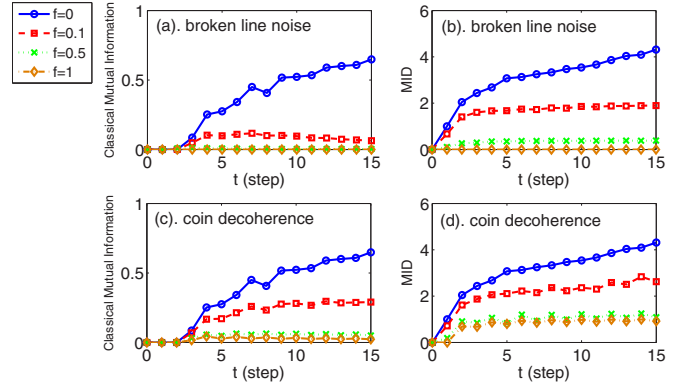 f=0
f=0.1
f=0.5
f=1
(a). broken line noise
Classical Mutual Information
1
0.5
0
0 5 10 15
t (step)
(b). broken line noise
MID
6
4
2
0
0 5 10 15
t (step)
(c). coin decoherence
Classical Mutual Information
1
0.5
0
0 5 10 15
t (step)
(d). coin decoherence
MID
6
4
2
0
0 5 10 15
t (step)